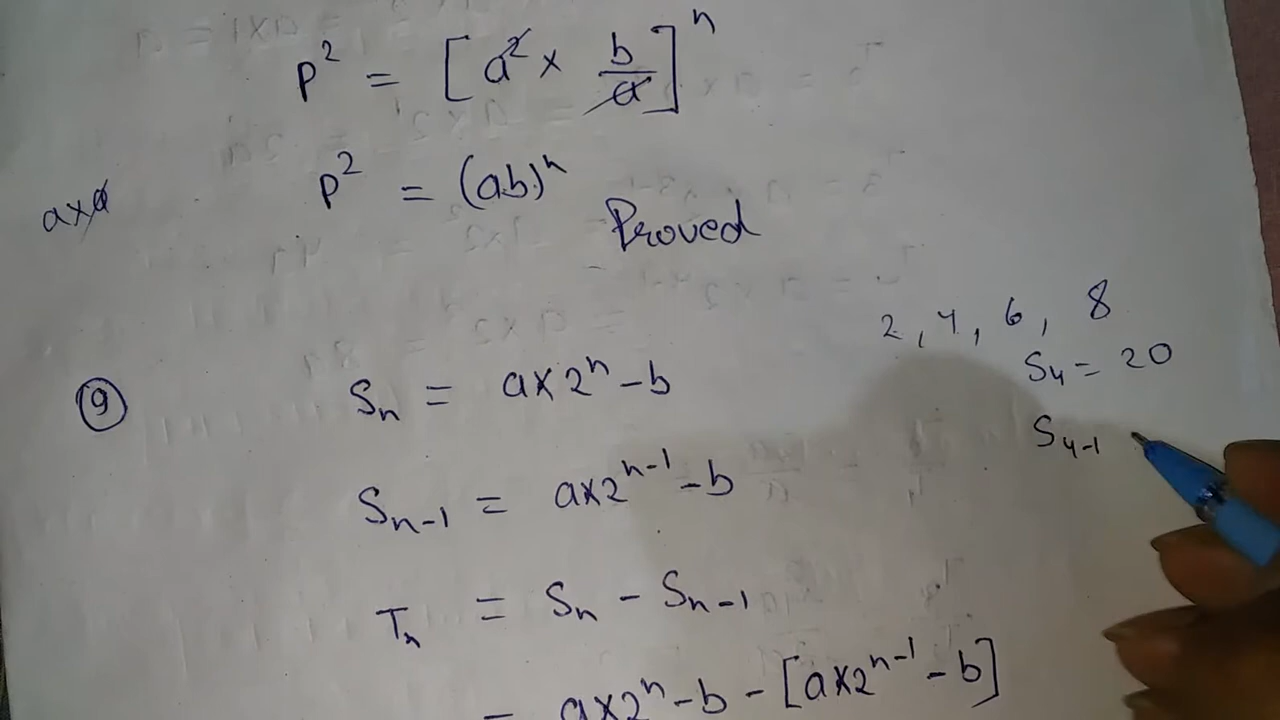 P² = [a² × b/a]ⁿ
a×a
P² = (ab)ⁿ
Proved
2, 4, 6, 8
S₄ = 20
S₄₋₁
⑨ Sₙ = a×2ⁿ - b
Sₙ₋₁ = a×2ⁿ⁻¹ - b
Tₙ = Sₙ - Sₙ₋₁
= a×2ⁿ - b - [a×2ⁿ⁻¹ - b]